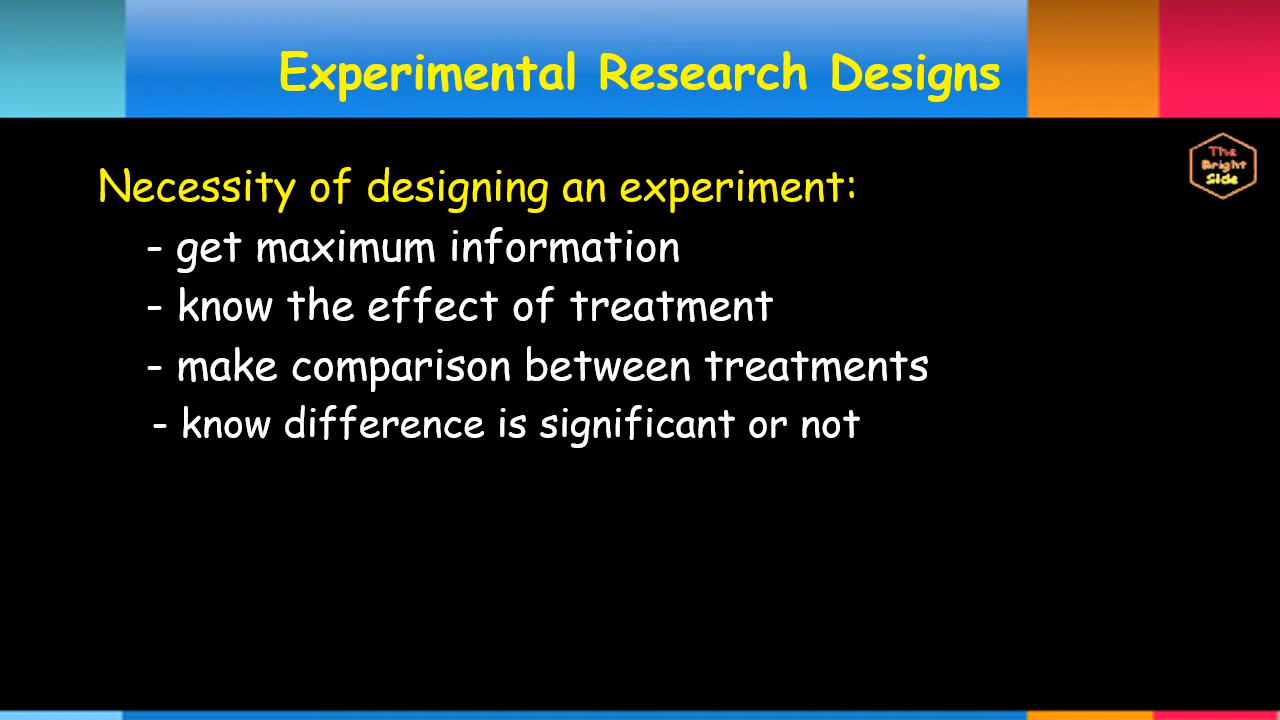 Experimental Research Designs
The
Bright
Side
Necessity of designing an experiment:
- get maximum information
- know the effect of treatment
- make comparison between treatments
- know difference is significant or not